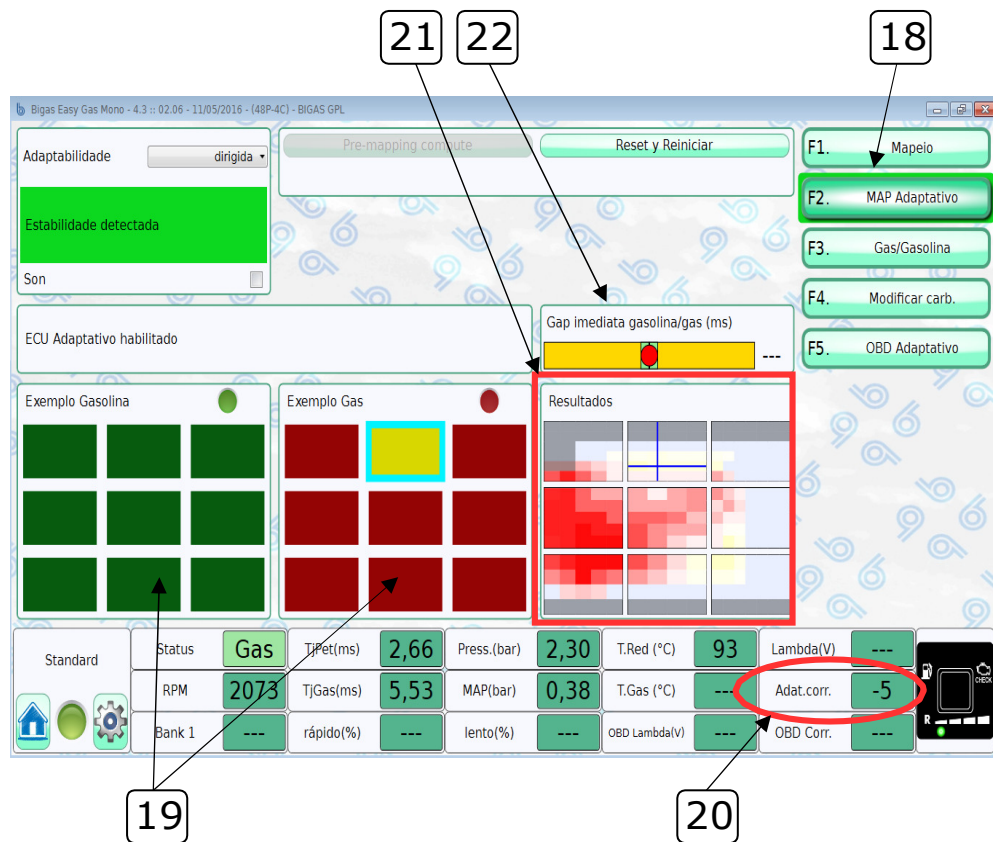 21
22
18
Bigas Easy Gas Mono - 4.3 :: 02.06 - 11/05/2016 - (48P-4C) - BIGAS GPL
Adaptabilidade
dirigida
Pre-mapping compute
Reset y Reiniciar
F1. Mapeio
F2. MAP Adaptativo
Estabilidade detectada
F3. Gas/Gasolina
Son
F4. Modificar carb.
ECU Adaptativo habilitado
Gap imediata gasolina/gas (ms)
---
F5. OBD Adaptativo
Exemplo Gasolina
Exemplo Gas
Resultados
Standard
Status Gas TjPet(ms) 2,66 Press.(bar) 2,30 T.Red (°C) 93 Lambda(V) ---
RPM 2073 TjGas(ms) 5,53 MAP(bar) 0,38 T.Gas (°C) --- Adat.corr. -5
Bank 1 --- rápido(%) --- lento(%) --- OBD Lambda(V) --- OBD Corr. ---
CHECK
R
19
20